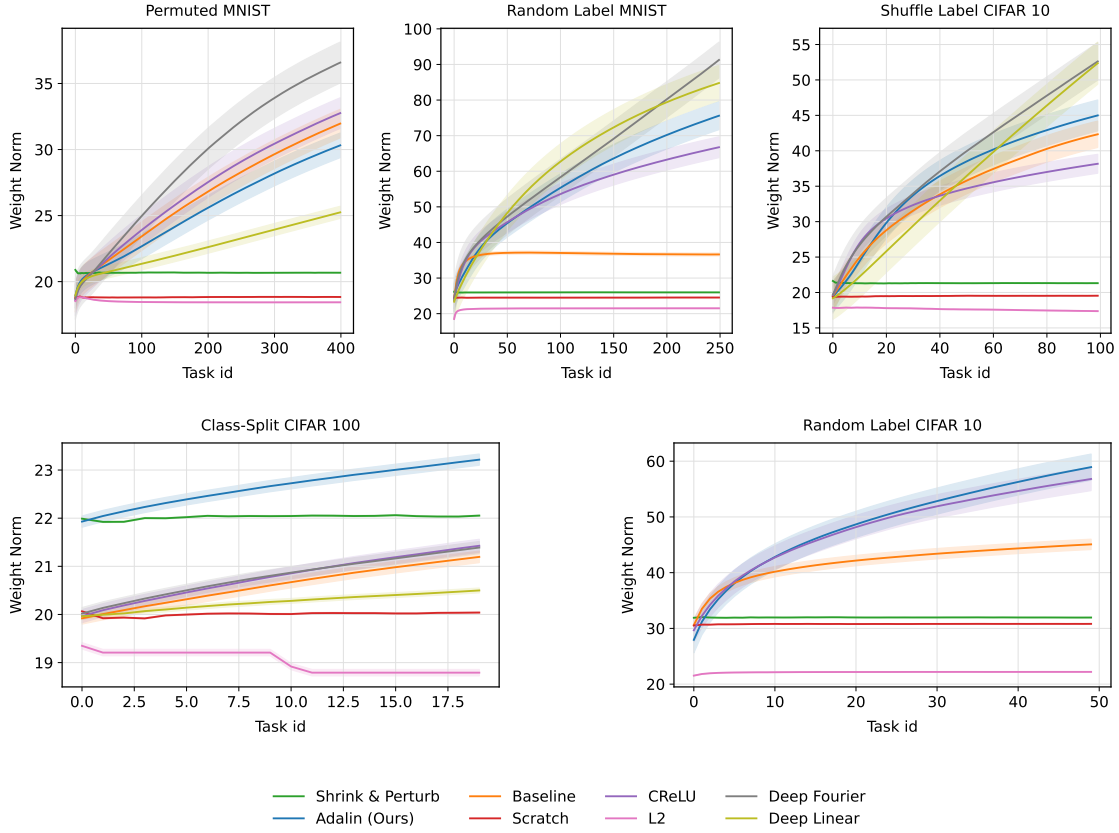 Permuted MNIST
Random Label MNIST
Shuffle Label CIFAR 10
Weight Norm
35
30
25
20
0 100 200 300 400
Task id
Weight Norm
100
90
80
70
60
50
40
30
20
0 50 100 150 200 250
Task id
Weight Norm
55
50
45
40
35
30
25
20
15
0 20 40 60 80 100
Task id
Class-Split CIFAR 100
Random Label CIFAR 10
Weight Norm
23
22
21
20
19
0.0 2.5 5.0 7.5 10.0 12.5 15.0 17.5
Task id
Weight Norm
60
50
40
30
20
0 10 20 30 40 50
Task id
Shrink & Perturb Baseline CReLU Deep Fourier
Adalin (Ours) Scratch L2 Deep Linear